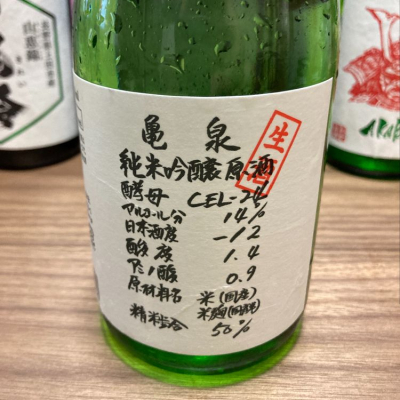 亀泉
生酒
純米吟醸原酒
酵母 CEL-24
アルコール分 14%
日本酒度 -12
酸度 1.4
アミノ酸 0.9
原材料名 米(国産)
米麹(国産米)
精米歩合 50%